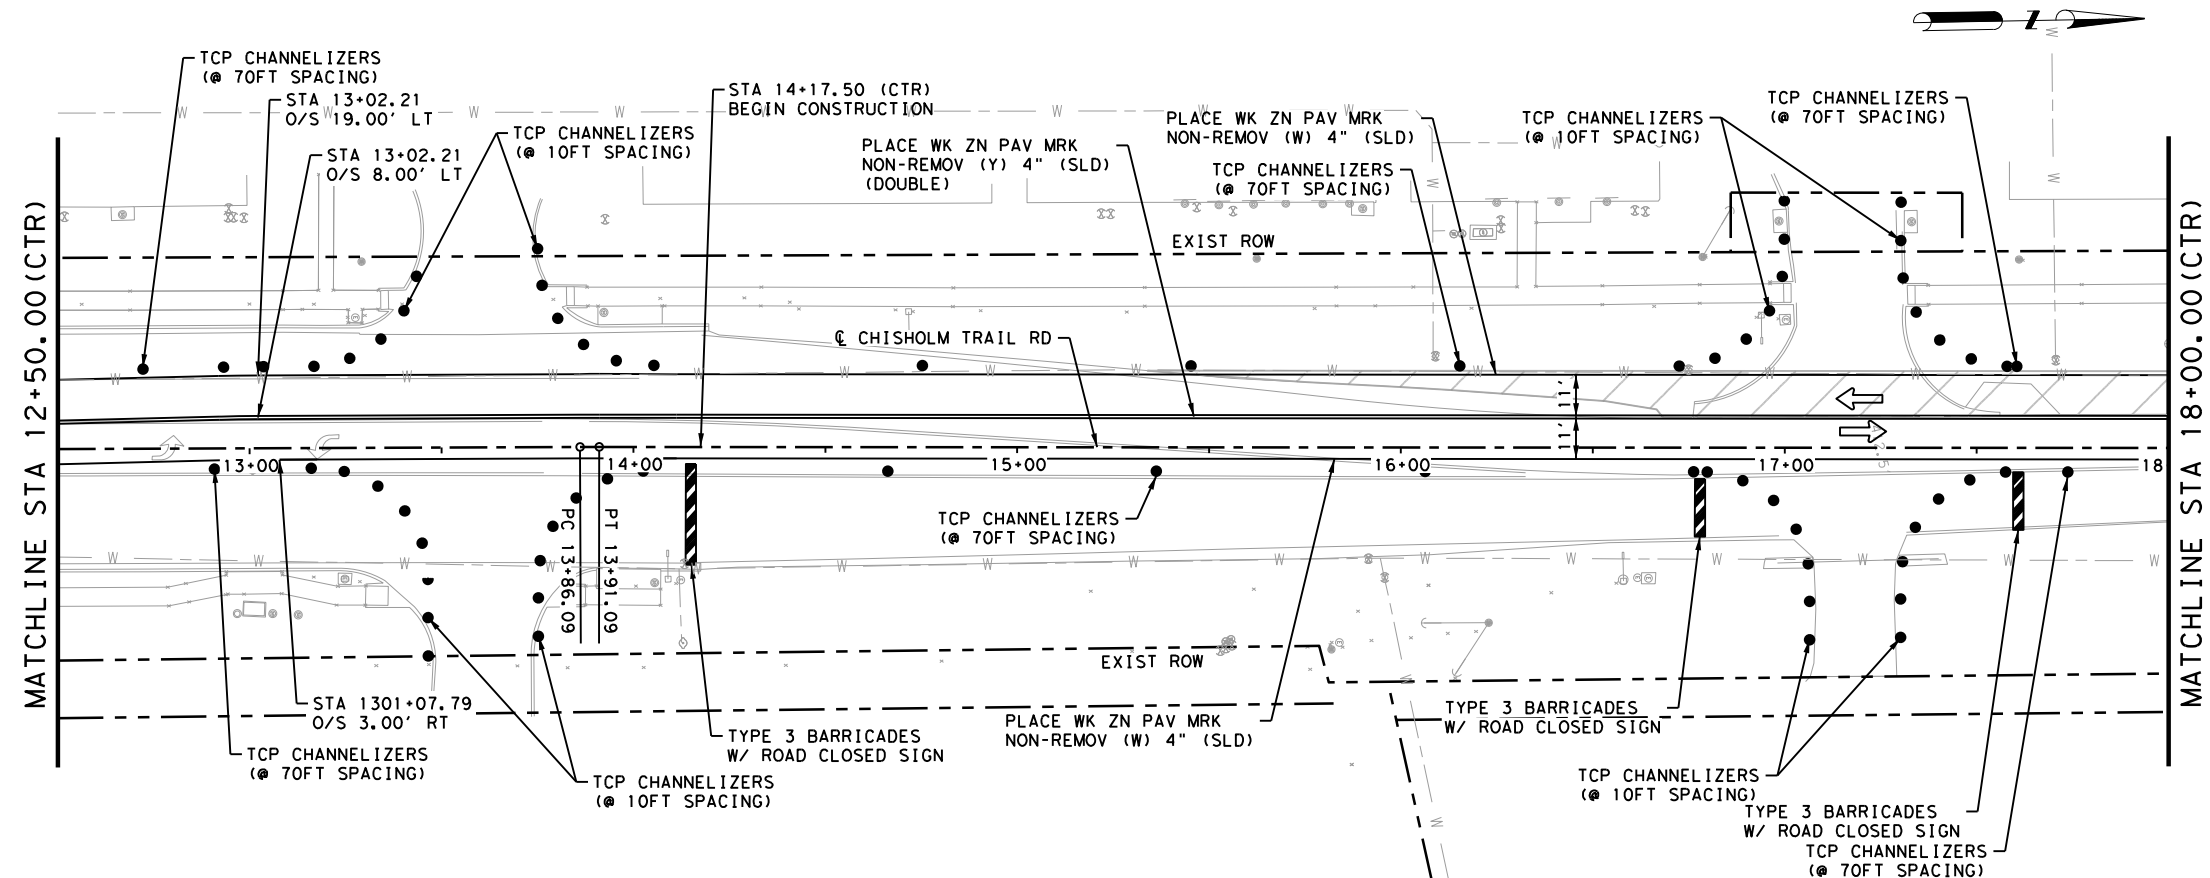 TCP CHANNELIZERS
(@ 70FT SPACING)
STA 13+02.21
O/S 19.00' LT
STA 13+02.21
O/S 8.00' LT
TCP CHANNELIZERS
(@ 10FT SPACING)
STA 14+17.50 (CTR)
BEGIN CONSTRUCTION
PLACE WK ZN PAV MRK
NON-REMOV (Y) 4" (SLD)
(DOUBLE)
PLACE WK ZN PAV MRK
NON-REMOV (W) 4" (SLD)
TCP CHANNELIZERS
(@ 70FT SPACING)
TCP CHANNELIZERS
(@ 10FT SPACING)
TCP CHANNELIZERS
(@ 70FT SPACING)
Z
EXIST ROW
℄ CHISHOLM TRAIL RD
MATCHLINE STA 12+50.00(CTR)
MATCHLINE STA 18+00.00(CTR)
11'
11'
13+00
14+00
15+00
16+00
17+00
18
PC 13+86.09
PT 13+91.09
TCP CHANNELIZERS
(@ 70FT SPACING)
EXIST ROW
STA 1301+07.79
O/S 3.00' RT
TCP CHANNELIZERS
(@ 70FT SPACING)
TYPE 3 BARRICADES
W/ ROAD CLOSED SIGN
TCP CHANNELIZERS
(@ 10FT SPACING)
PLACE WK ZN PAV MRK
NON-REMOV (W) 4" (SLD)
TYPE 3 BARRICADES
W/ ROAD CLOSED SIGN
TCP CHANNELIZERS
(@ 10FT SPACING)
TYPE 3 BARRICADES
W/ ROAD CLOSED SIGN
TCP CHANNELIZERS
(@ 70FT SPACING)